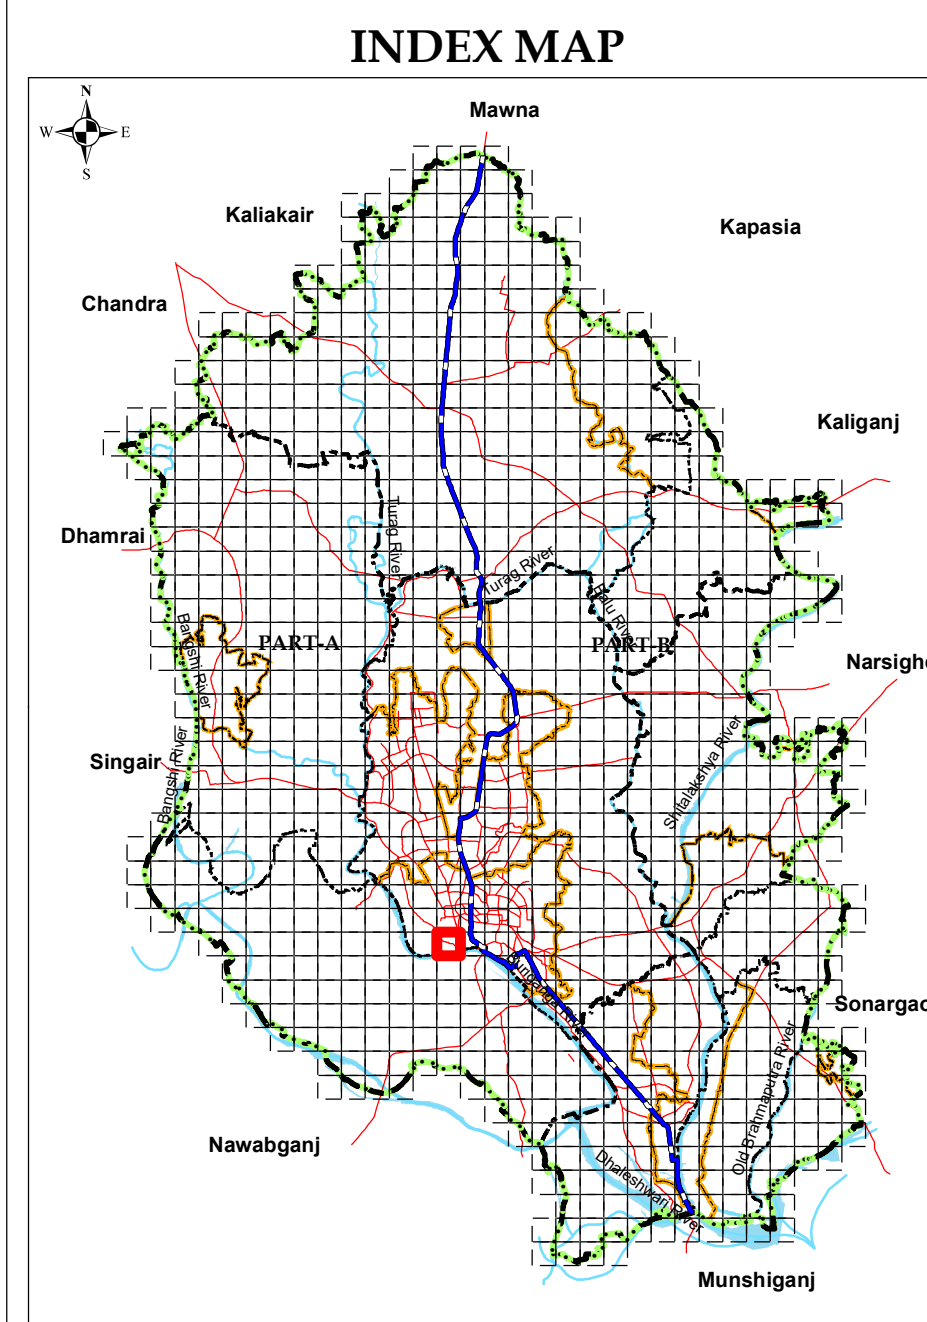 INDEX MAP
N
W E
S
Mawna
Kaliakair
Kapasia
Chandra
Kaliganj
Dhamrai
Turag River
Turag River
Balu River
Bangshi River
PART-A
PART-B
Narsigh
Singair
Bangshi River
Shitalakshya River
Buriganga River
Sonargao
Old Brahmaputra River
Nawabganj
Dhaleshwari River
Munshiganj